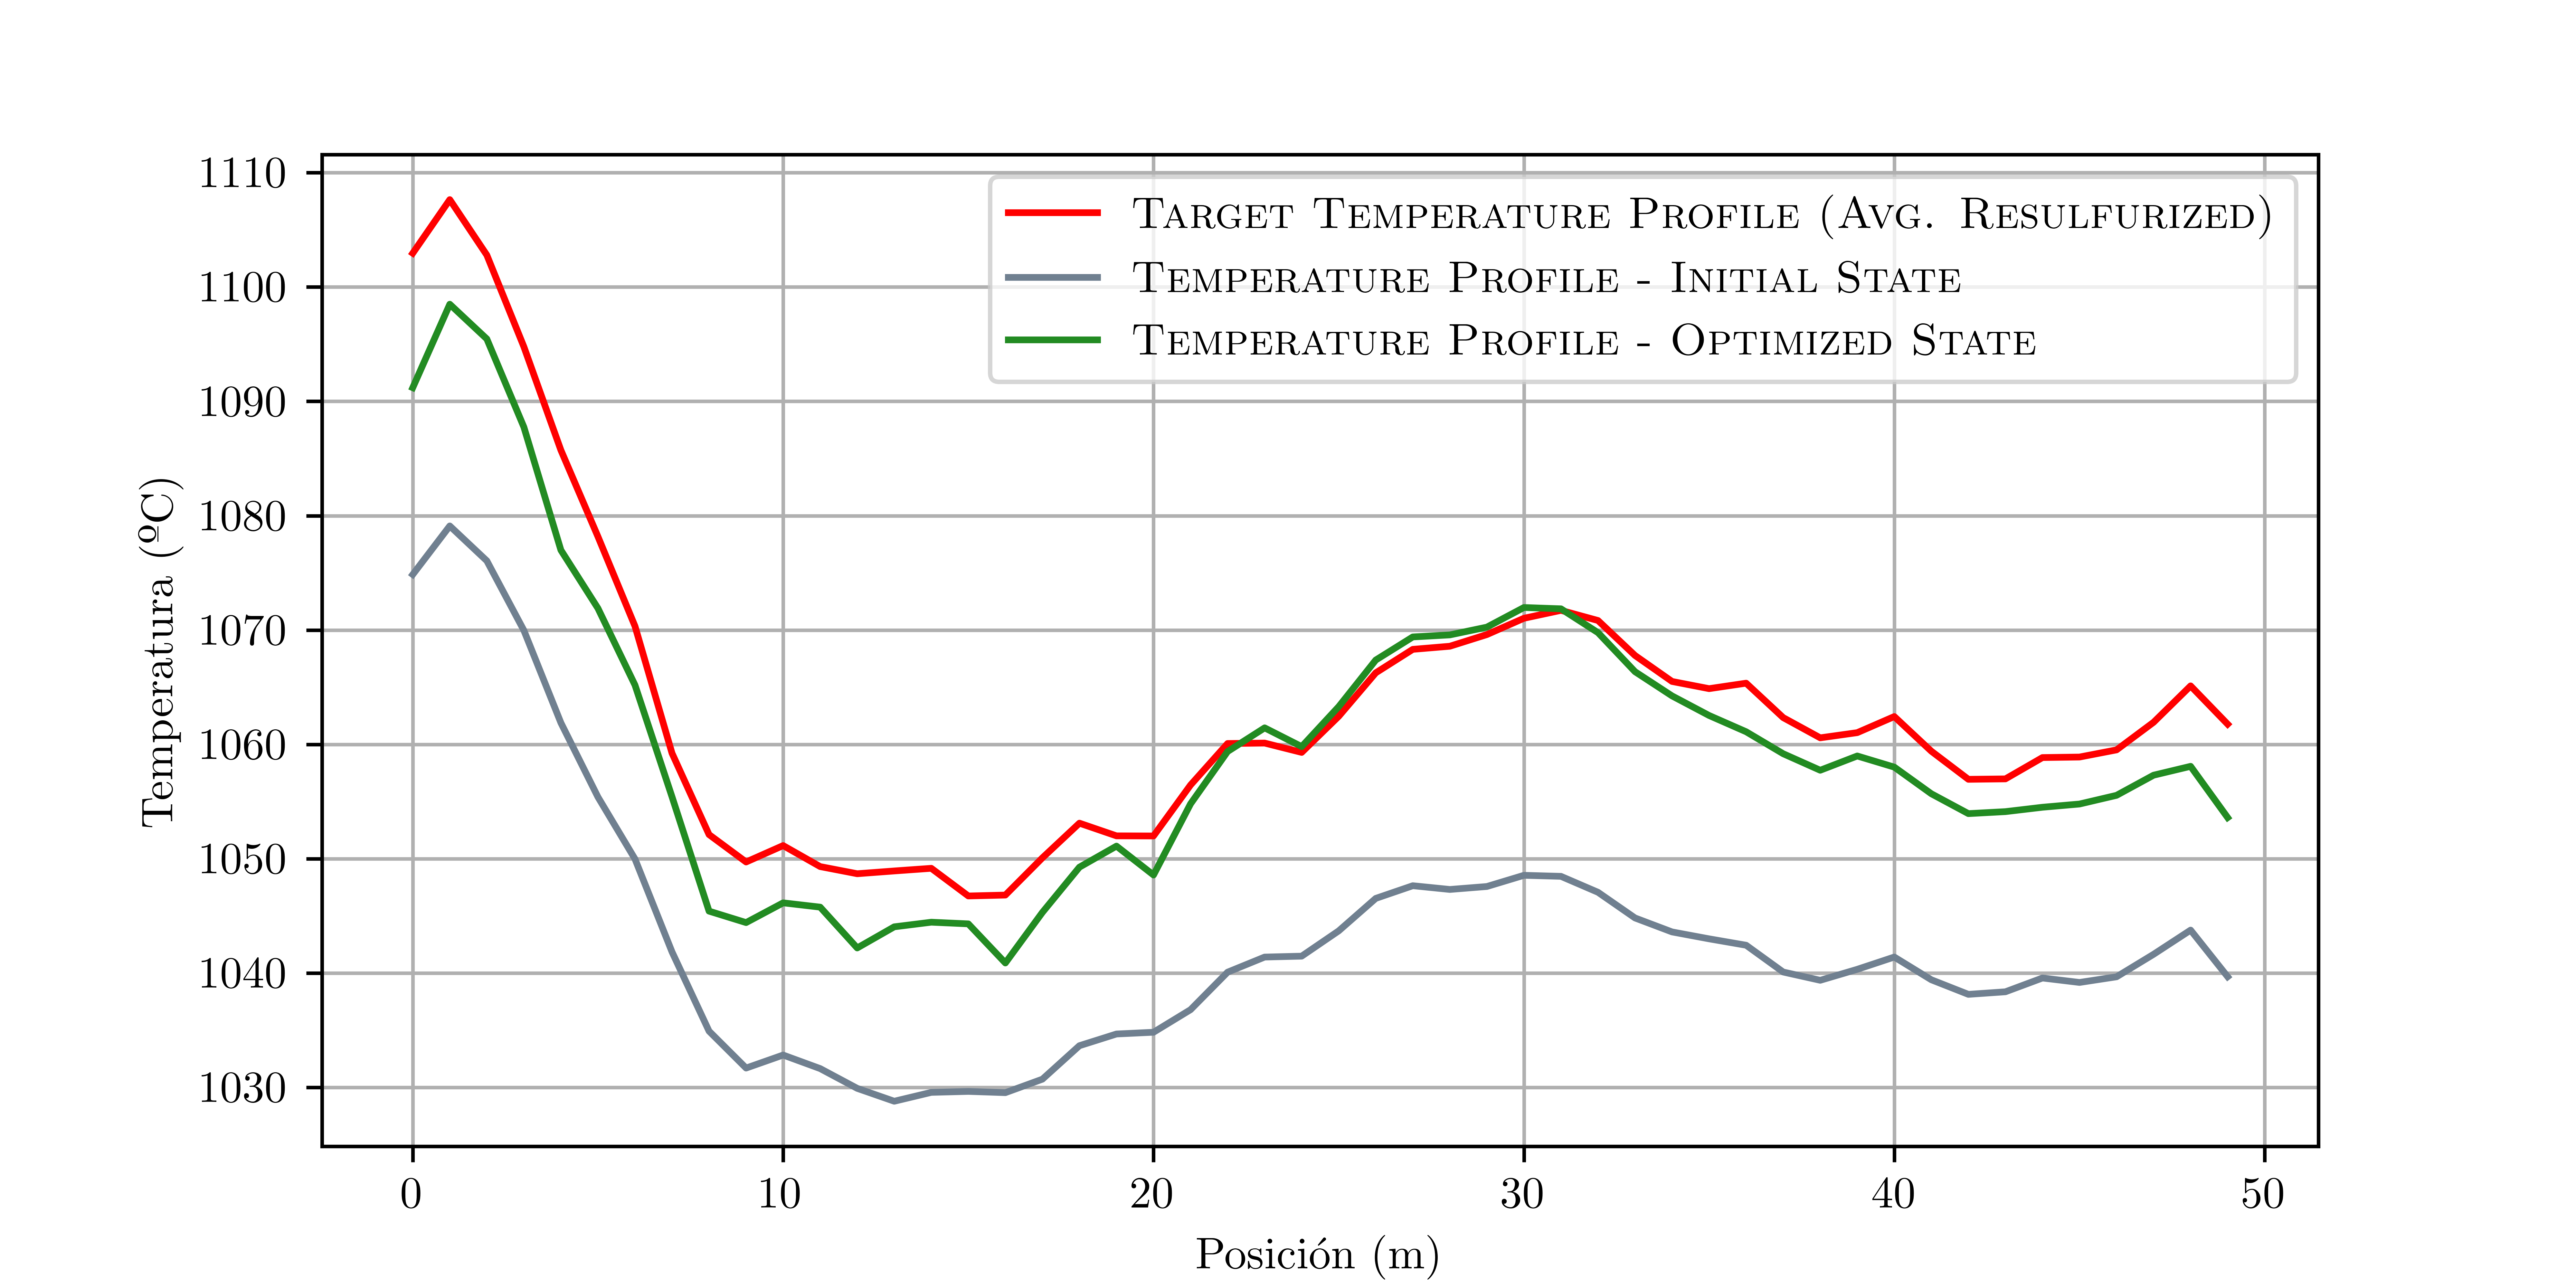 Target Temperature Profile (Avg. Resulfurized)
Temperature Profile - Initial State
Temperature Profile - Optimized State
Temperatura (ºC)
1110
1100
1090
1080
1070
1060
1050
1040
1030
0 10 20 30 40 50
Posición (m)